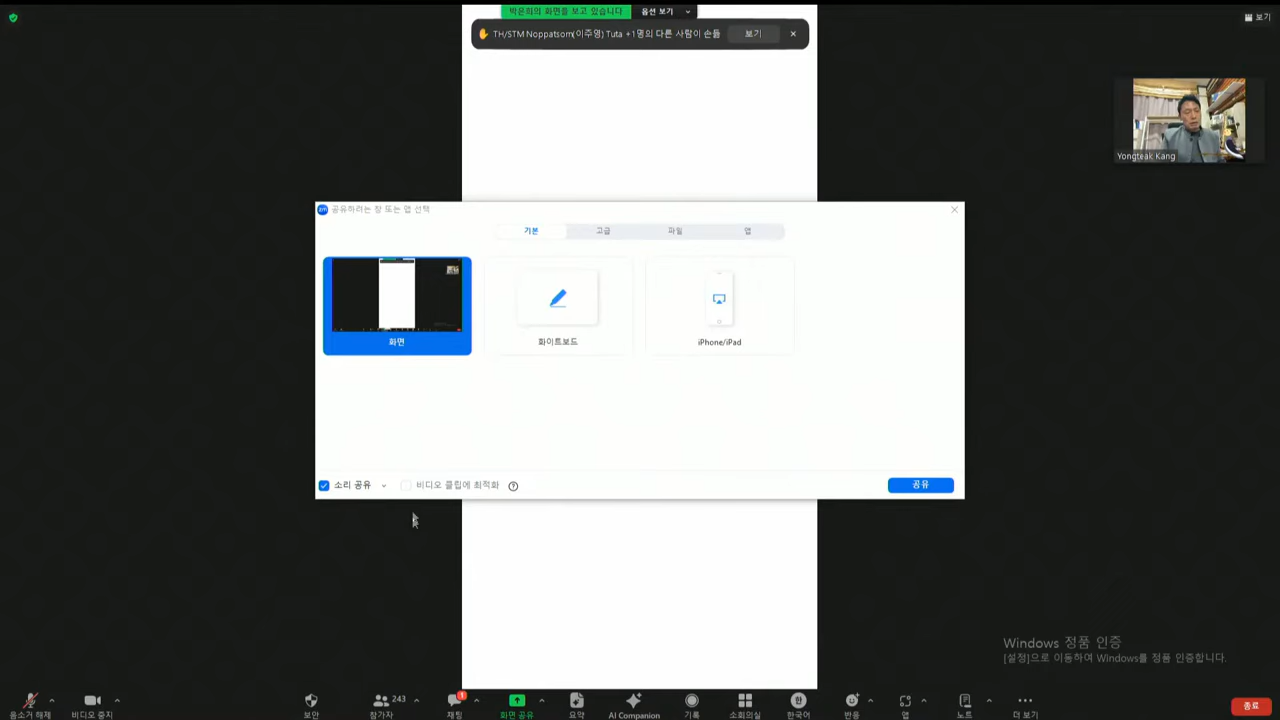 박은희의 화면을 보고 있습니다
옵션 보기
보기
TH/STM Noppatsorn(이주영) Tuta +1명의 다른 사람이 손듦
보기
Yongteak Kang
zm 공유하려는 창 또는 앱 선택
기본
고급
파일
앱
화면
화이트보드
iPhone/iPad
소리 공유
비디오 클립에 최적화
공유
Windows 정품 인증
[설정]으로 이동하여 Windows를 정품 인증합니다.
음소거 해제
비디오 중지
보안
243
참가자
1
채팅
화면 공유
요약
AI Companion
기록
소회의실
한
한국어
반응
앱
노트
더 보기
종료